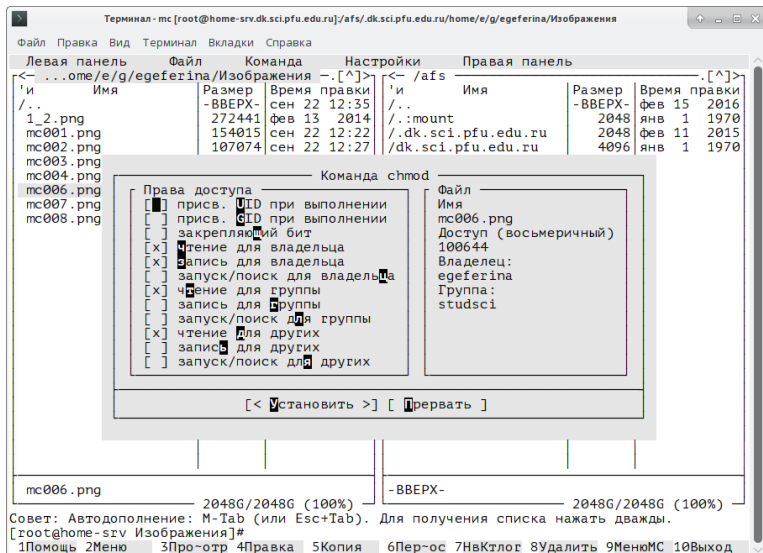 Терминал - mc [root@home-srv.dk.sci.pfu.edu.ru]:/afs/.dk.sci.pfu.edu.ru/home/e/g/egeferina/Изображения
Файл Правка Вид Терминал Вкладки Справка
Левая панель Файл Команда Настройки Правая панель
<— ...ome/e/g/egeferina/Изображения —.[^]> <— /afs —.[^]>
'и Имя Размер Время правки 'и Имя Размер Время правки
/.. -ВВЕРХ- сен 22 12:35 /.. -ВВЕРХ- фев 15 2016
1_2.png 272441 фев 13 2014 /.:mount 2048 янв 1 1970
mc001.png 154015 сен 22 12:22 /.dk.sci.pfu.edu.ru 2048 фев 11 2015
mc002.png 107074 сен 22 12:27 /dk.sci.pfu.edu.ru 4096 янв 1 1970
mc003.png
mc004.png
mc006.png
mc007.png
mc008.png
Команда chmod
Права доступа
[ ] присв. UID при выполнении
[ ] присв. GID при выполнении
[ ] закрепляющий бит
[x] чтение для владельца
[x] запись для владельца
[ ] запуск/поиск для владельца
[x] чтение для группы
[ ] запись для группы
[ ] запуск/поиск для группы
[x] чтение для других
[ ] запись для других
[ ] запуск/поиск для других
Файл
Имя
mc006.png
Доступ (восьмеричный)
100644
Владелец:
egeferina
Группа:
studsci
[< Установить >] [ Прервать ]
mc006.png -ВВЕРХ-
2048G/2048G (100%) 2048G/2048G (100%)
Совет: Автодополнение: M-Tab (или Esc+Tab). Для получения списка нажать дважды.
[root@home-srv Изображения]#
1Помощь 2Меню 3Про~отр 4Правка 5Копия 6Пер~ос 7НвКтлог 8Удалить 9МенюМС 10Выход